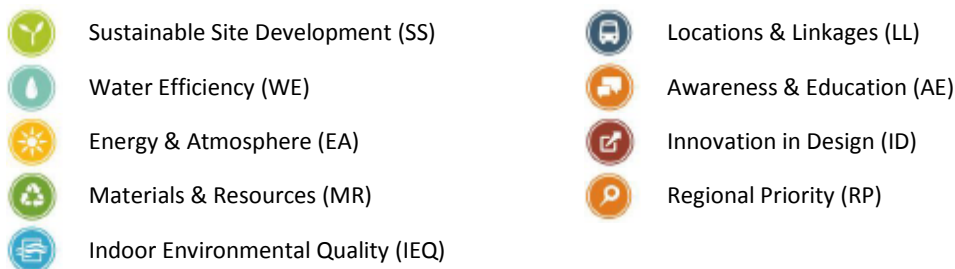 Sustainable Site Development (SS)
Water Efficiency (WE)
Energy & Atmosphere (EA)
Materials & Resources (MR)
Indoor Environmental Quality (IEQ)
Locations & Linkages (LL)
Awareness & Education (AE)
Innovation in Design (ID)
Regional Priority (RP)